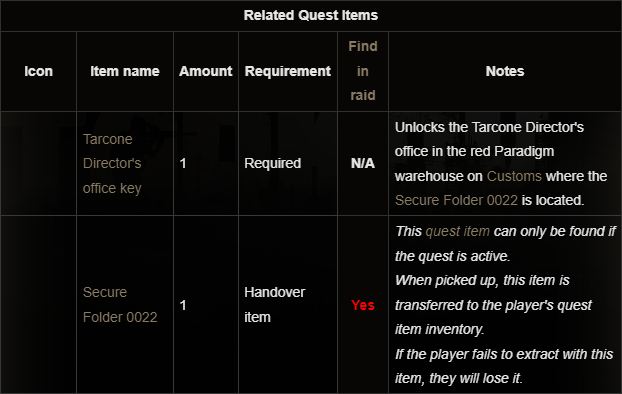 Related Quest Items
Icon
Item name
Amount
Requirement
Find
in
raid
Notes
Tarcone
Director's
office key
1
Required
N/A
Unlocks the Tarcone Director's
office in the red Paradigm
warehouse on Customs where the
Secure Folder 0022 is located.
Secure
Folder 0022
1
Handover
item
Yes
This quest item can only be found if
the quest is active.
When picked up, this item is
transferred to the player's quest
item inventory.
If the player fails to extract with this
item, they will lose it.